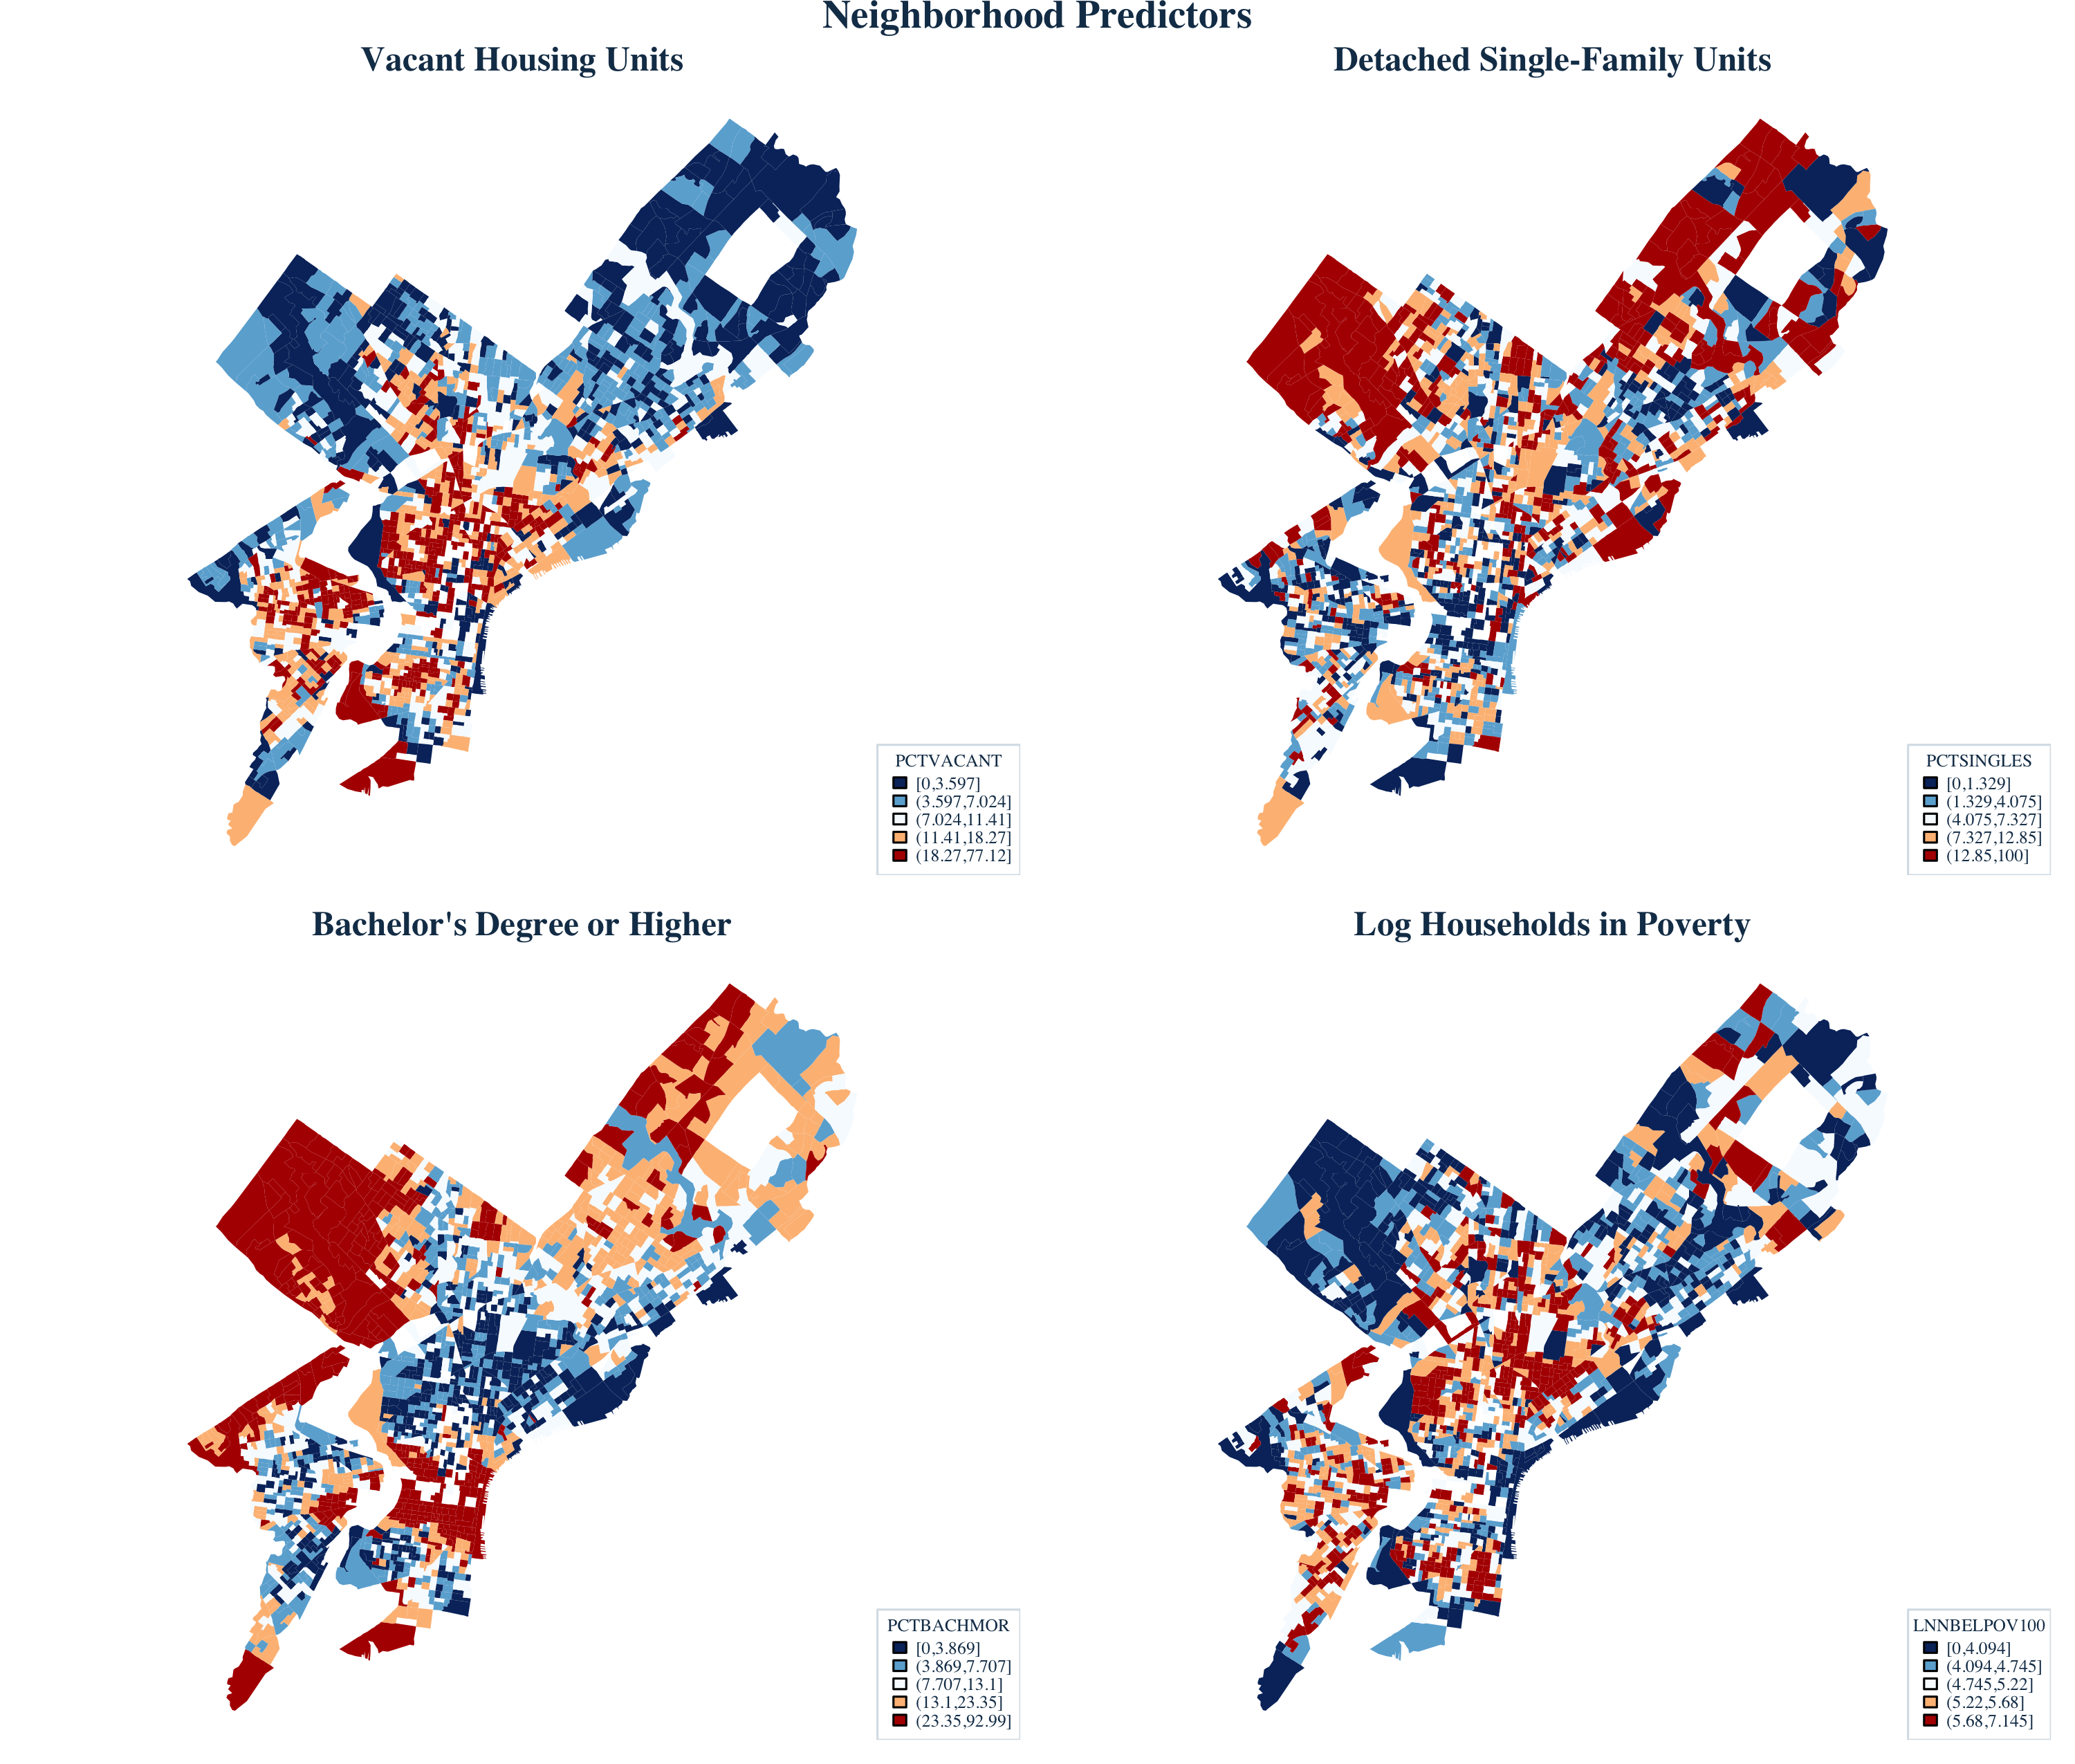 Neighborhood Predictors
Vacant Housing Units
Detached Single-Family Units
PCTVACANT
[0,3.597]
(3.597,7.024]
(7.024,11.41]
(11.41,18.27]
(18.27,77.12]
PCTSINGLES
[0,1.329]
(1.329,4.075]
(4.075,7.327]
(7.327,12.85]
(12.85,100]
Bachelor's Degree or Higher
Log Households in Poverty
PCTBACHMOR
[0,3.869]
(3.869,7.707]
(7.707,13.1]
(13.1,23.35]
(23.35,92.99]
LNNBELPOV100
[0,4.094]
(4.094,4.745]
(4.745,5.22]
(5.22,5.68]
(5.68,7.145]